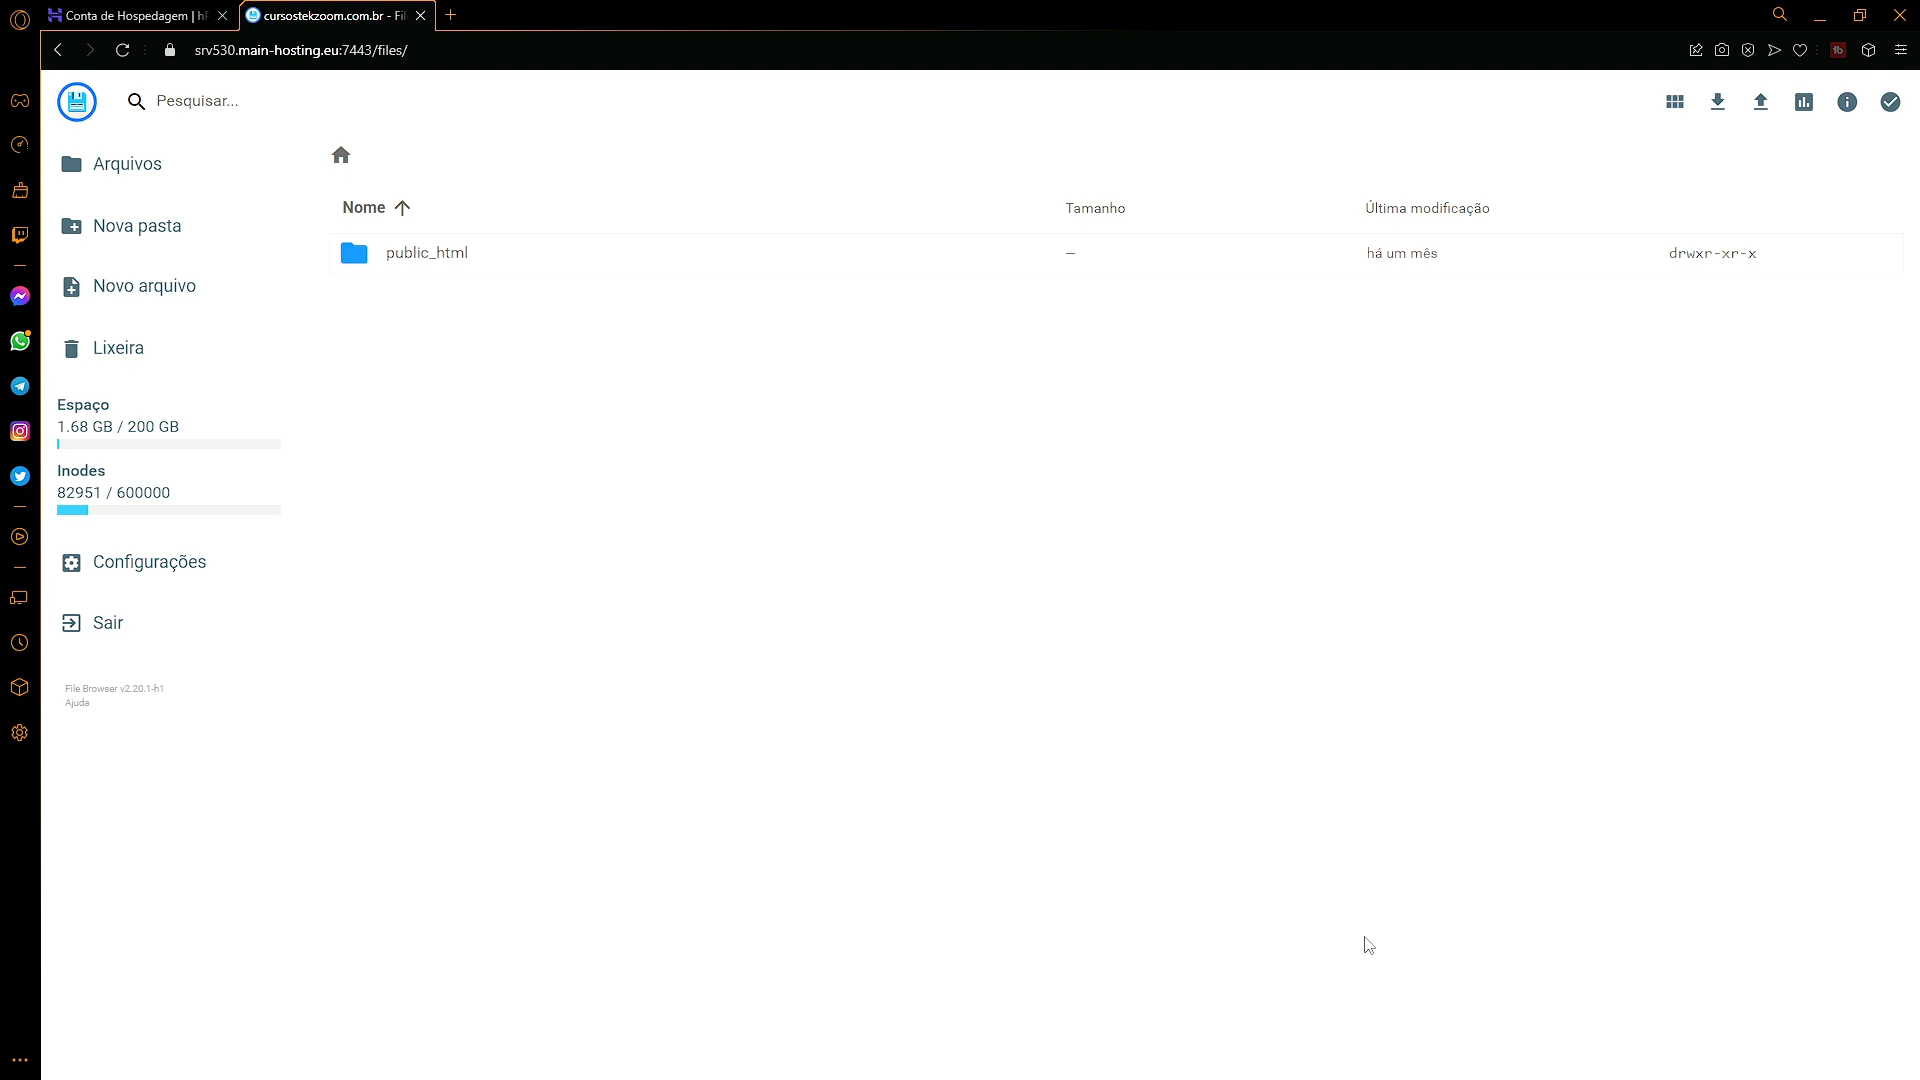 Conta de Hospedagem | hP
cursostekzoom.com.br - Fil
srv530.main-hosting.eu:7443/files/
Pesquisar...
Arquivos
Nova pasta
Novo arquivo
Lixeira
Espaço
1.68 GB / 200 GB
Inodes
82951 / 600000
Configurações
Sair
File Browser v2.20.1-h1
Ajuda
Nome
Tamanho
Última modificação
public_html
—
há um mês
drwxr-xr-x